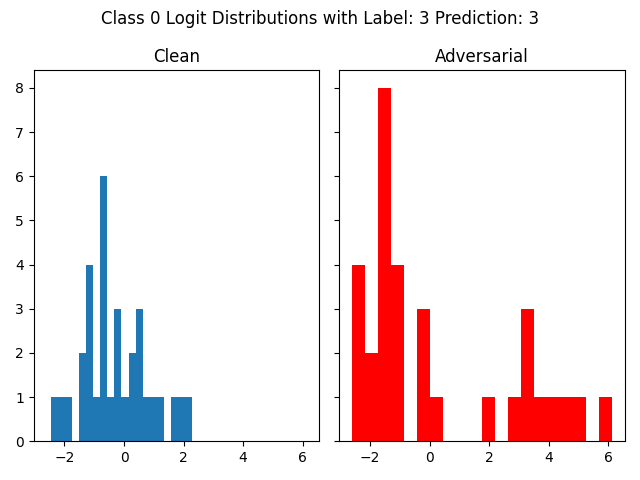 Class 0 Logit Distributions with Label: 3 Prediction: 3
Clean
Adversarial
8
7
6
5
4
3
2
1
0
−2 0 2 4 6
−2 0 2 4 6